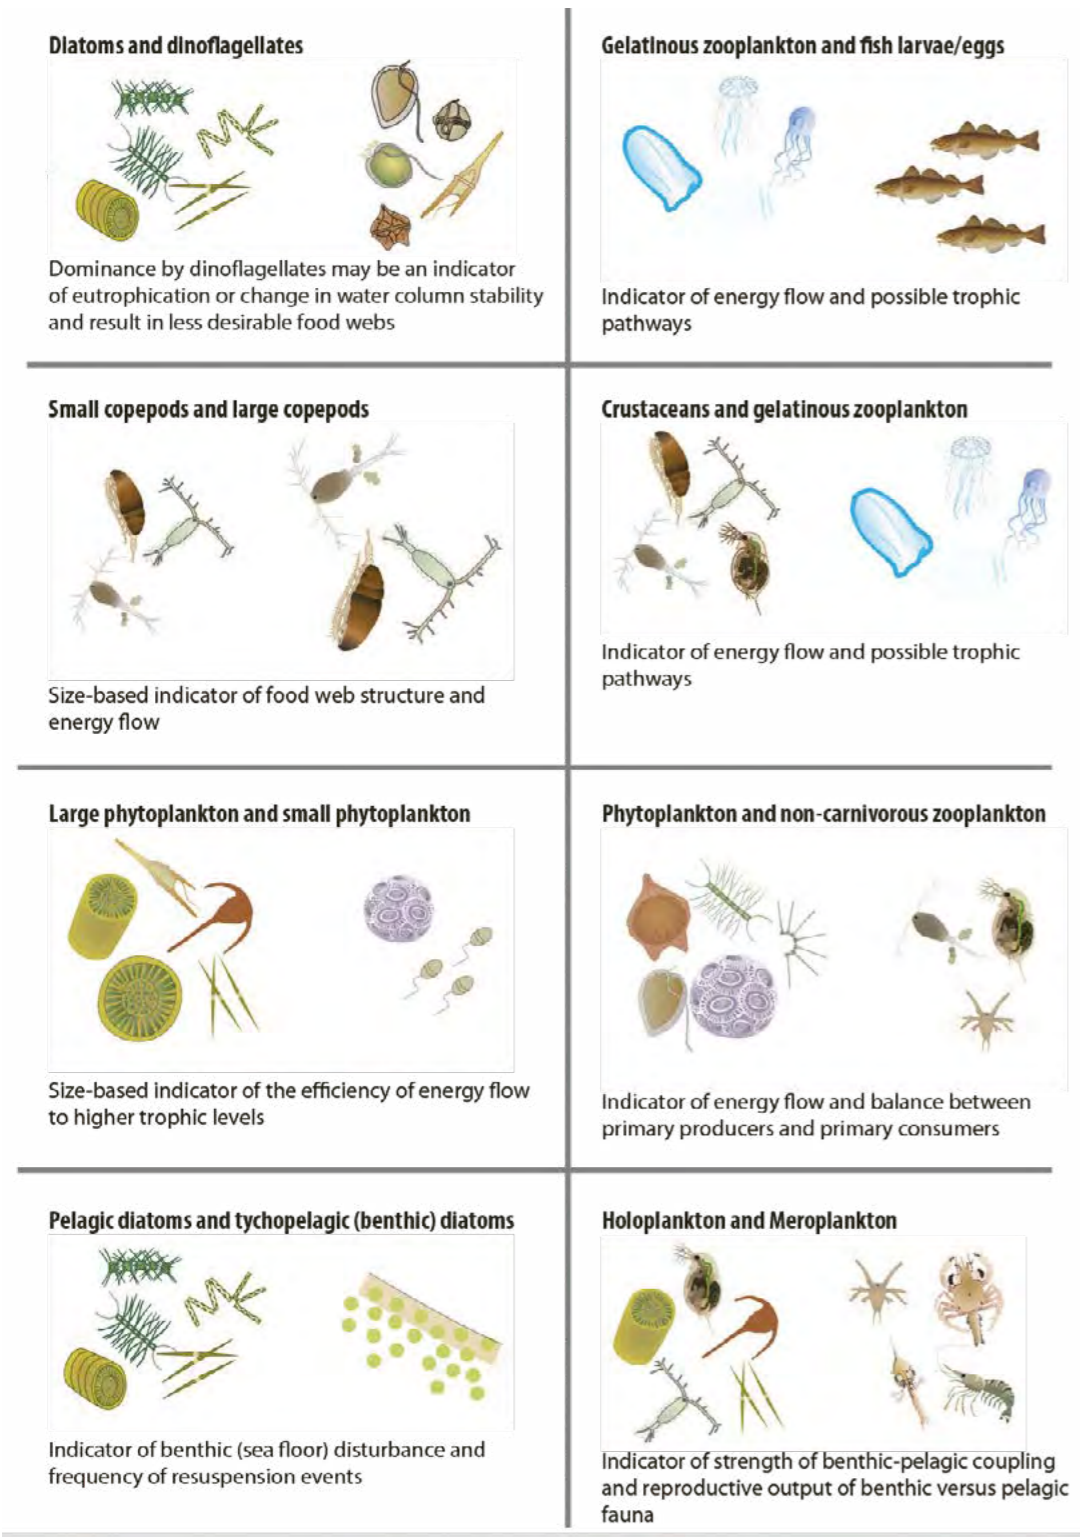 Diatoms and dinoflagellates
Dominance by dinoflagellates may be an indicator
of eutrophication or change in water column stability
and result in less desirable food webs
Gelatinous zooplankton and fish larvae/eggs
Indicator of energy flow and possible trophic
pathways
Small copepods and large copepods
Size-based indicator of food web structure and
energy flow
Crustaceans and gelatinous zooplankton
Indicator of energy flow and possible trophic
pathways
Large phytoplankton and small phytoplankton
Size-based indicator of the efficiency of energy flow
to higher trophic levels
Phytoplankton and non-carnivorous zooplankton
Indicator of energy flow and balance between
primary producers and primary consumers
Pelagic diatoms and tychopelagic (benthic) diatoms
Indicator of benthic (sea floor) disturbance and
frequency of resuspension events
Holoplankton and Meroplankton
Indicator of strength of benthic-pelagic coupling
and reproductive output of benthic versus pelagic
fauna